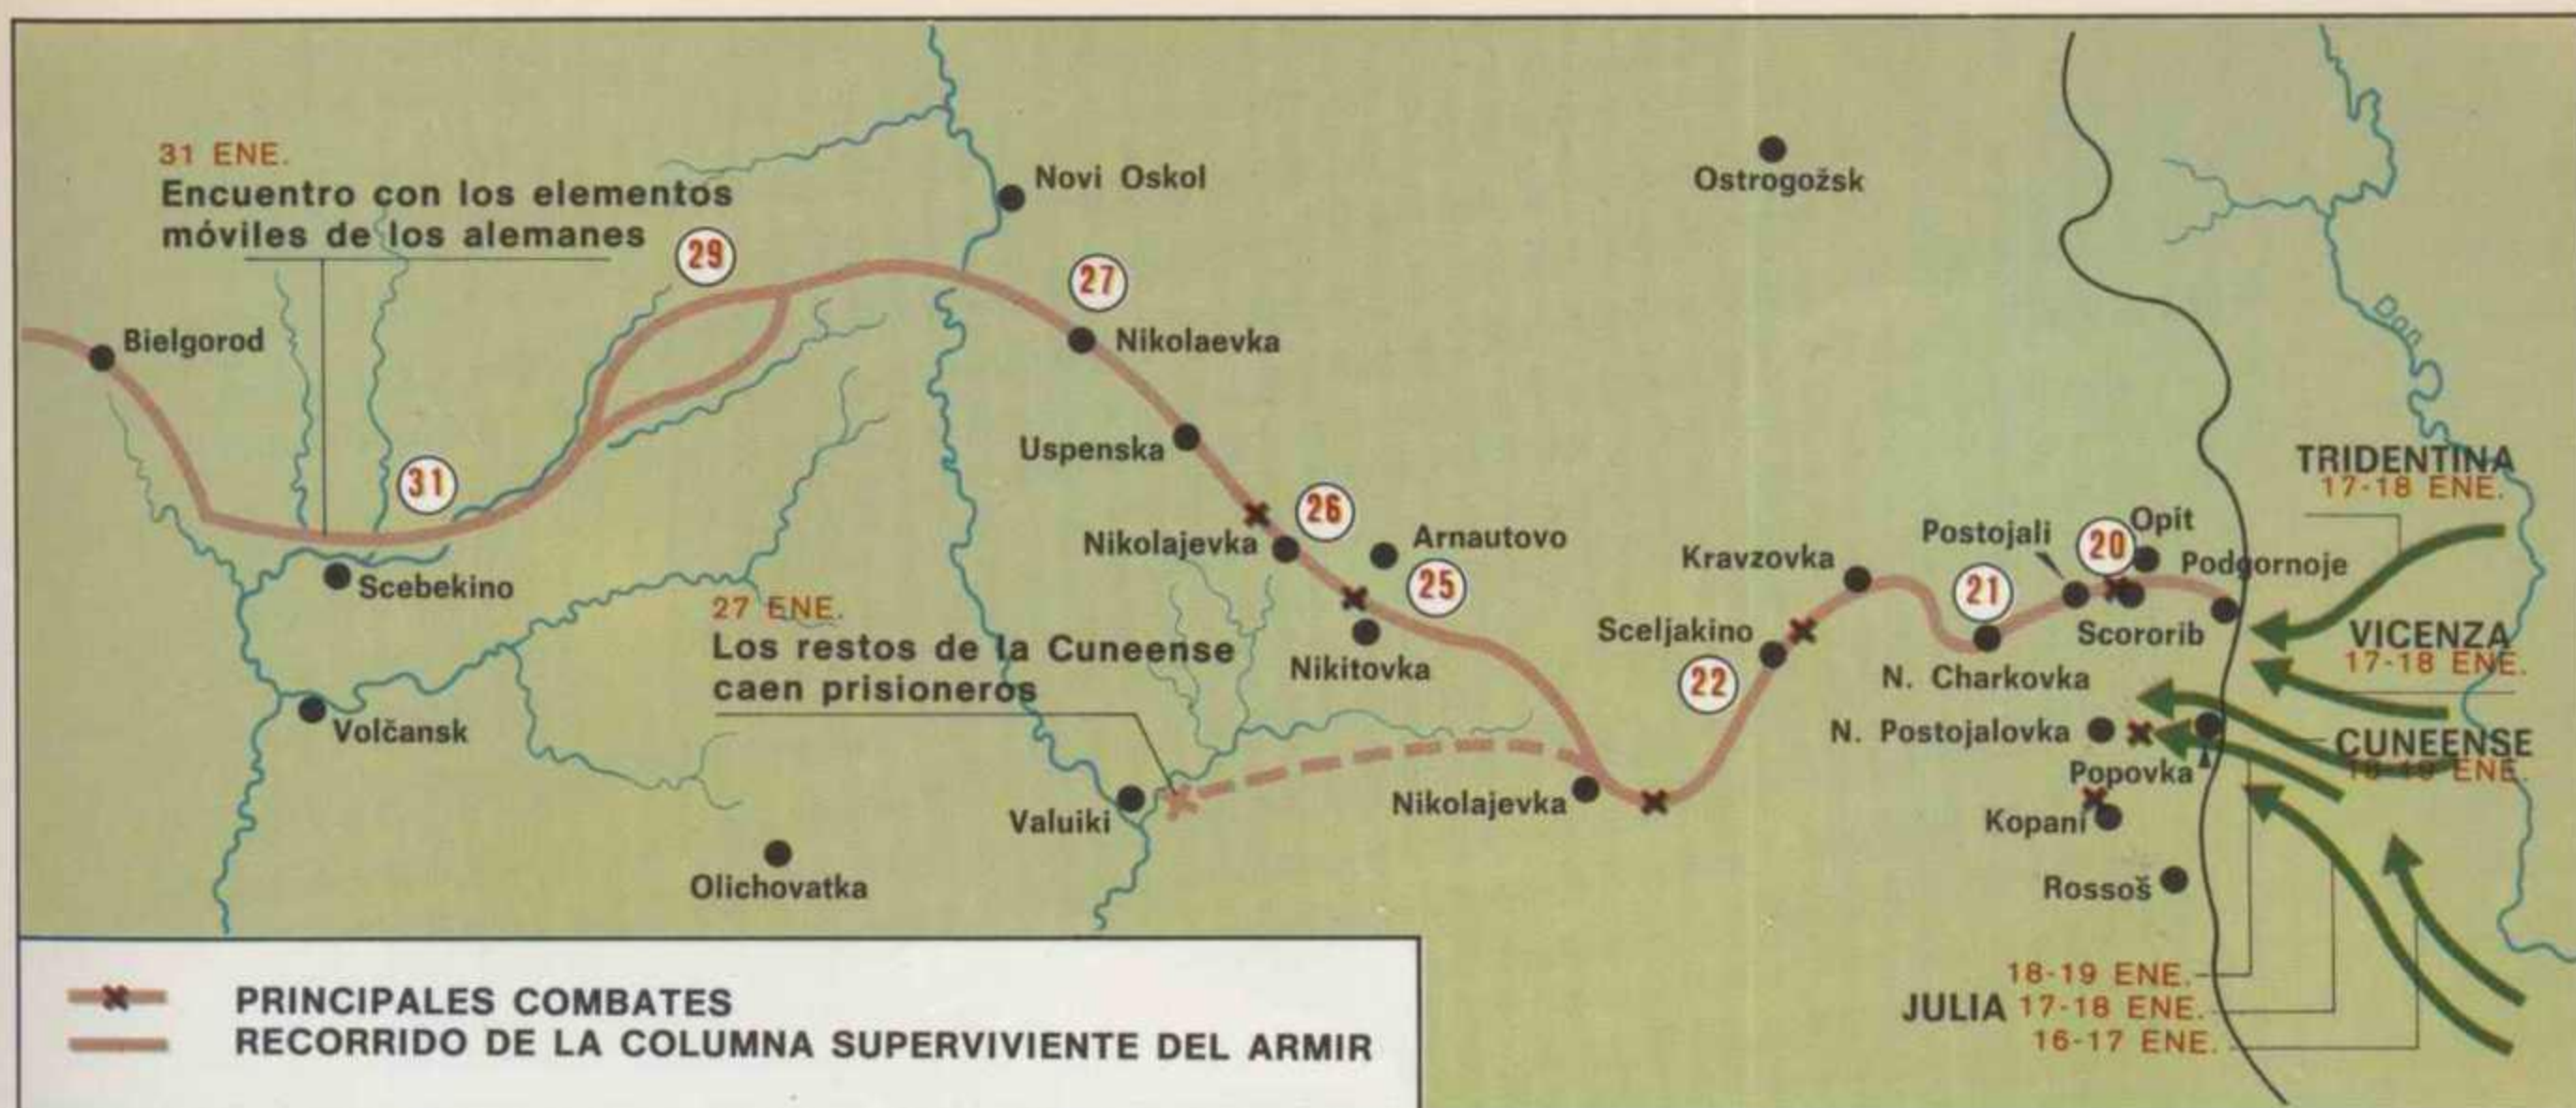 31 ENE.
Encuentro con los elementos
móviles de los alemanes
29
Novi Oskol
27
Nikolaevka
Ostrogožsk
Don
Bielgorod
31
Scebekino
Volčansk
Uspenska
26
Nikolajevka
Arnautovo
25
Nikitovka
27 ENE.
Los restos de la Cuneense
caen prisioneros
Valuiki
Olichovatka
Nikolajevka
Kravzovka
Sceljakino
22
Postojali
20
Opit
21
Podgornoje
Scororib
N. Charkovka
N. Postojalovka
Popovka
Kopani
Rossoš
TRIDENTINA
17-18 ENE.
VICENZA
17-18 ENE.
CUNEENSE
18-19 ENE.
18-19 ENE.
JULIA 17-18 ENE.
16-17 ENE.
PRINCIPALES COMBATES
RECORRIDO DE LA COLUMNA SUPERVIVIENTE DEL ARMIR